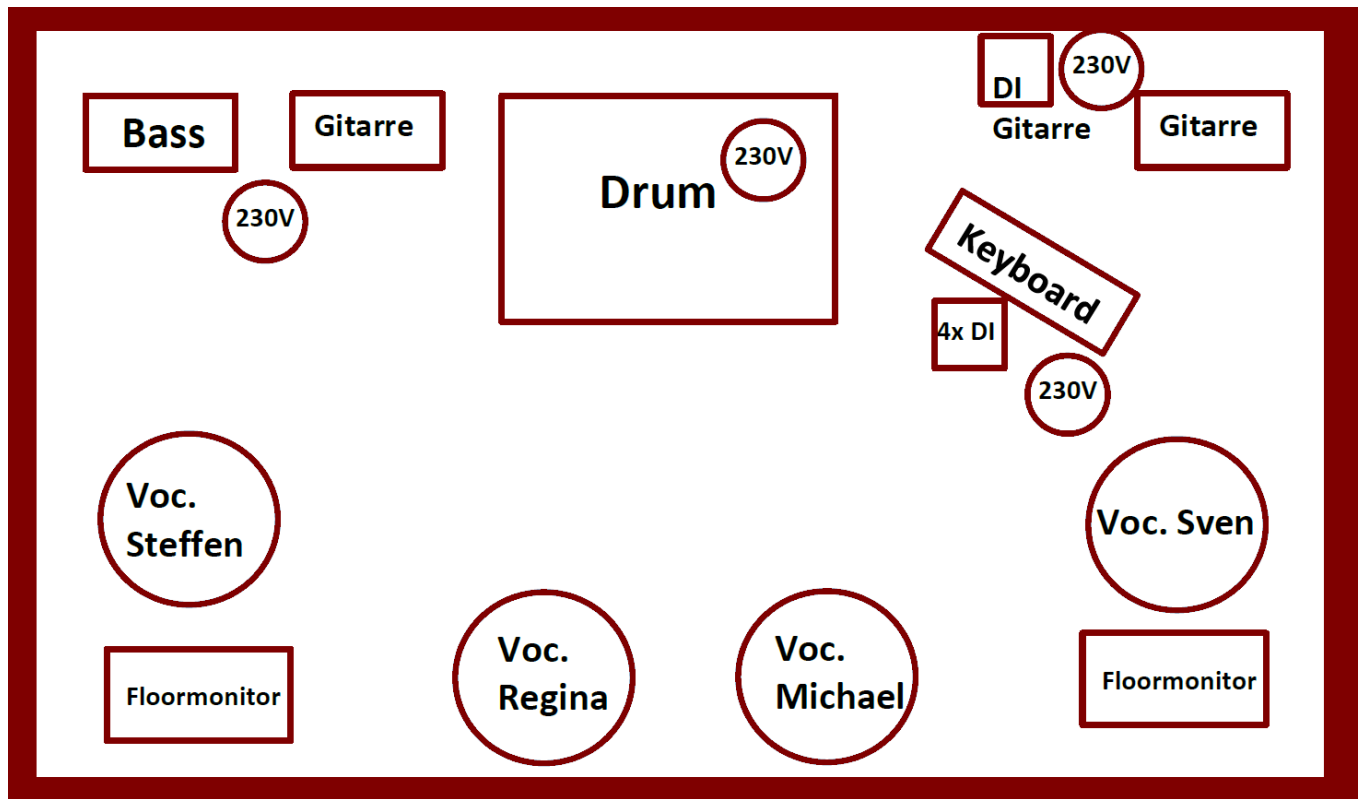 DI
Gitarre
230V
Bass
Gitarre
Drum
230V
Gitarre
230V
Keyboard
4x DI
230V
Voc.
Steffen
Voc. Sven
Voc.
Regina
Voc.
Michael
Floormonitor
Floormonitor